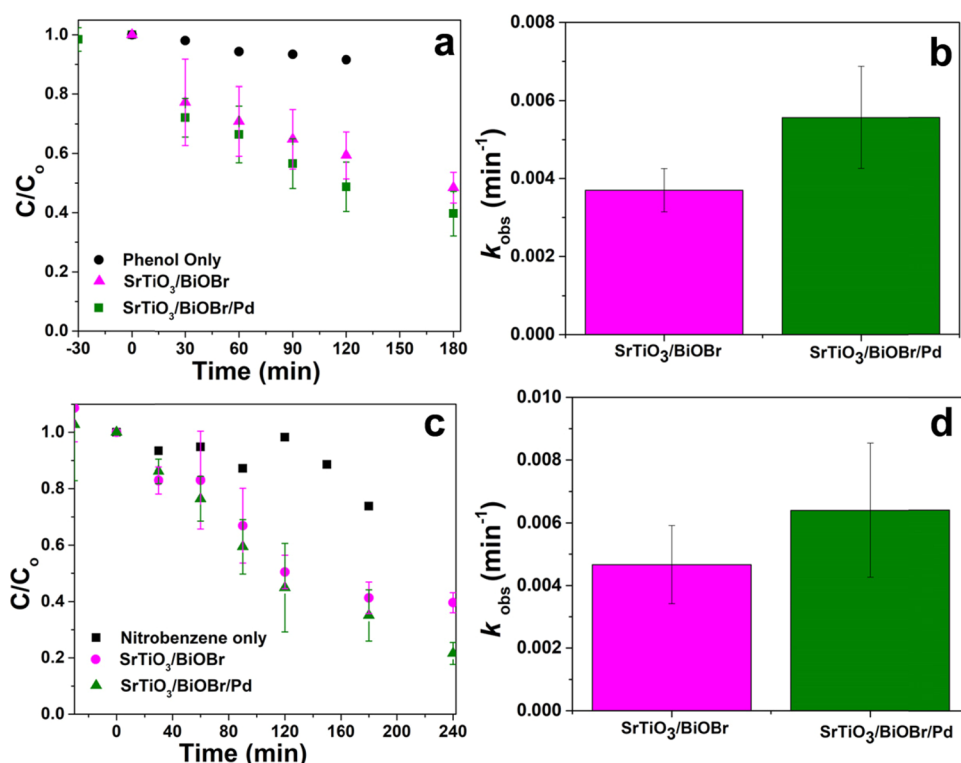 a
C/Cₒ
1.0
0.8
0.6
0.4
0.2
0.0
Phenol Only
SrTiO₃/BiOBr
SrTiO₃/BiOBr/Pd
-30 0 30 60 90 120 180
Time (min)
b
k obs (min⁻¹)
0.008
0.006
0.004
0.002
0.000
SrTiO₃/BiOBr SrTiO₃/BiOBr/Pd
c
C/Cₒ
1.0
0.8
0.6
0.4
0.2
0.0
Nitrobenzene only
SrTiO₃/BiOBr
SrTiO₃/BiOBr/Pd
0 40 80 120 160 200 240
Time (min)
d
k obs (min⁻¹)
0.010
0.008
0.006
0.004
0.002
0.000
SrTiO₃/BiOBr SrTiO₃/BiOBr/Pd